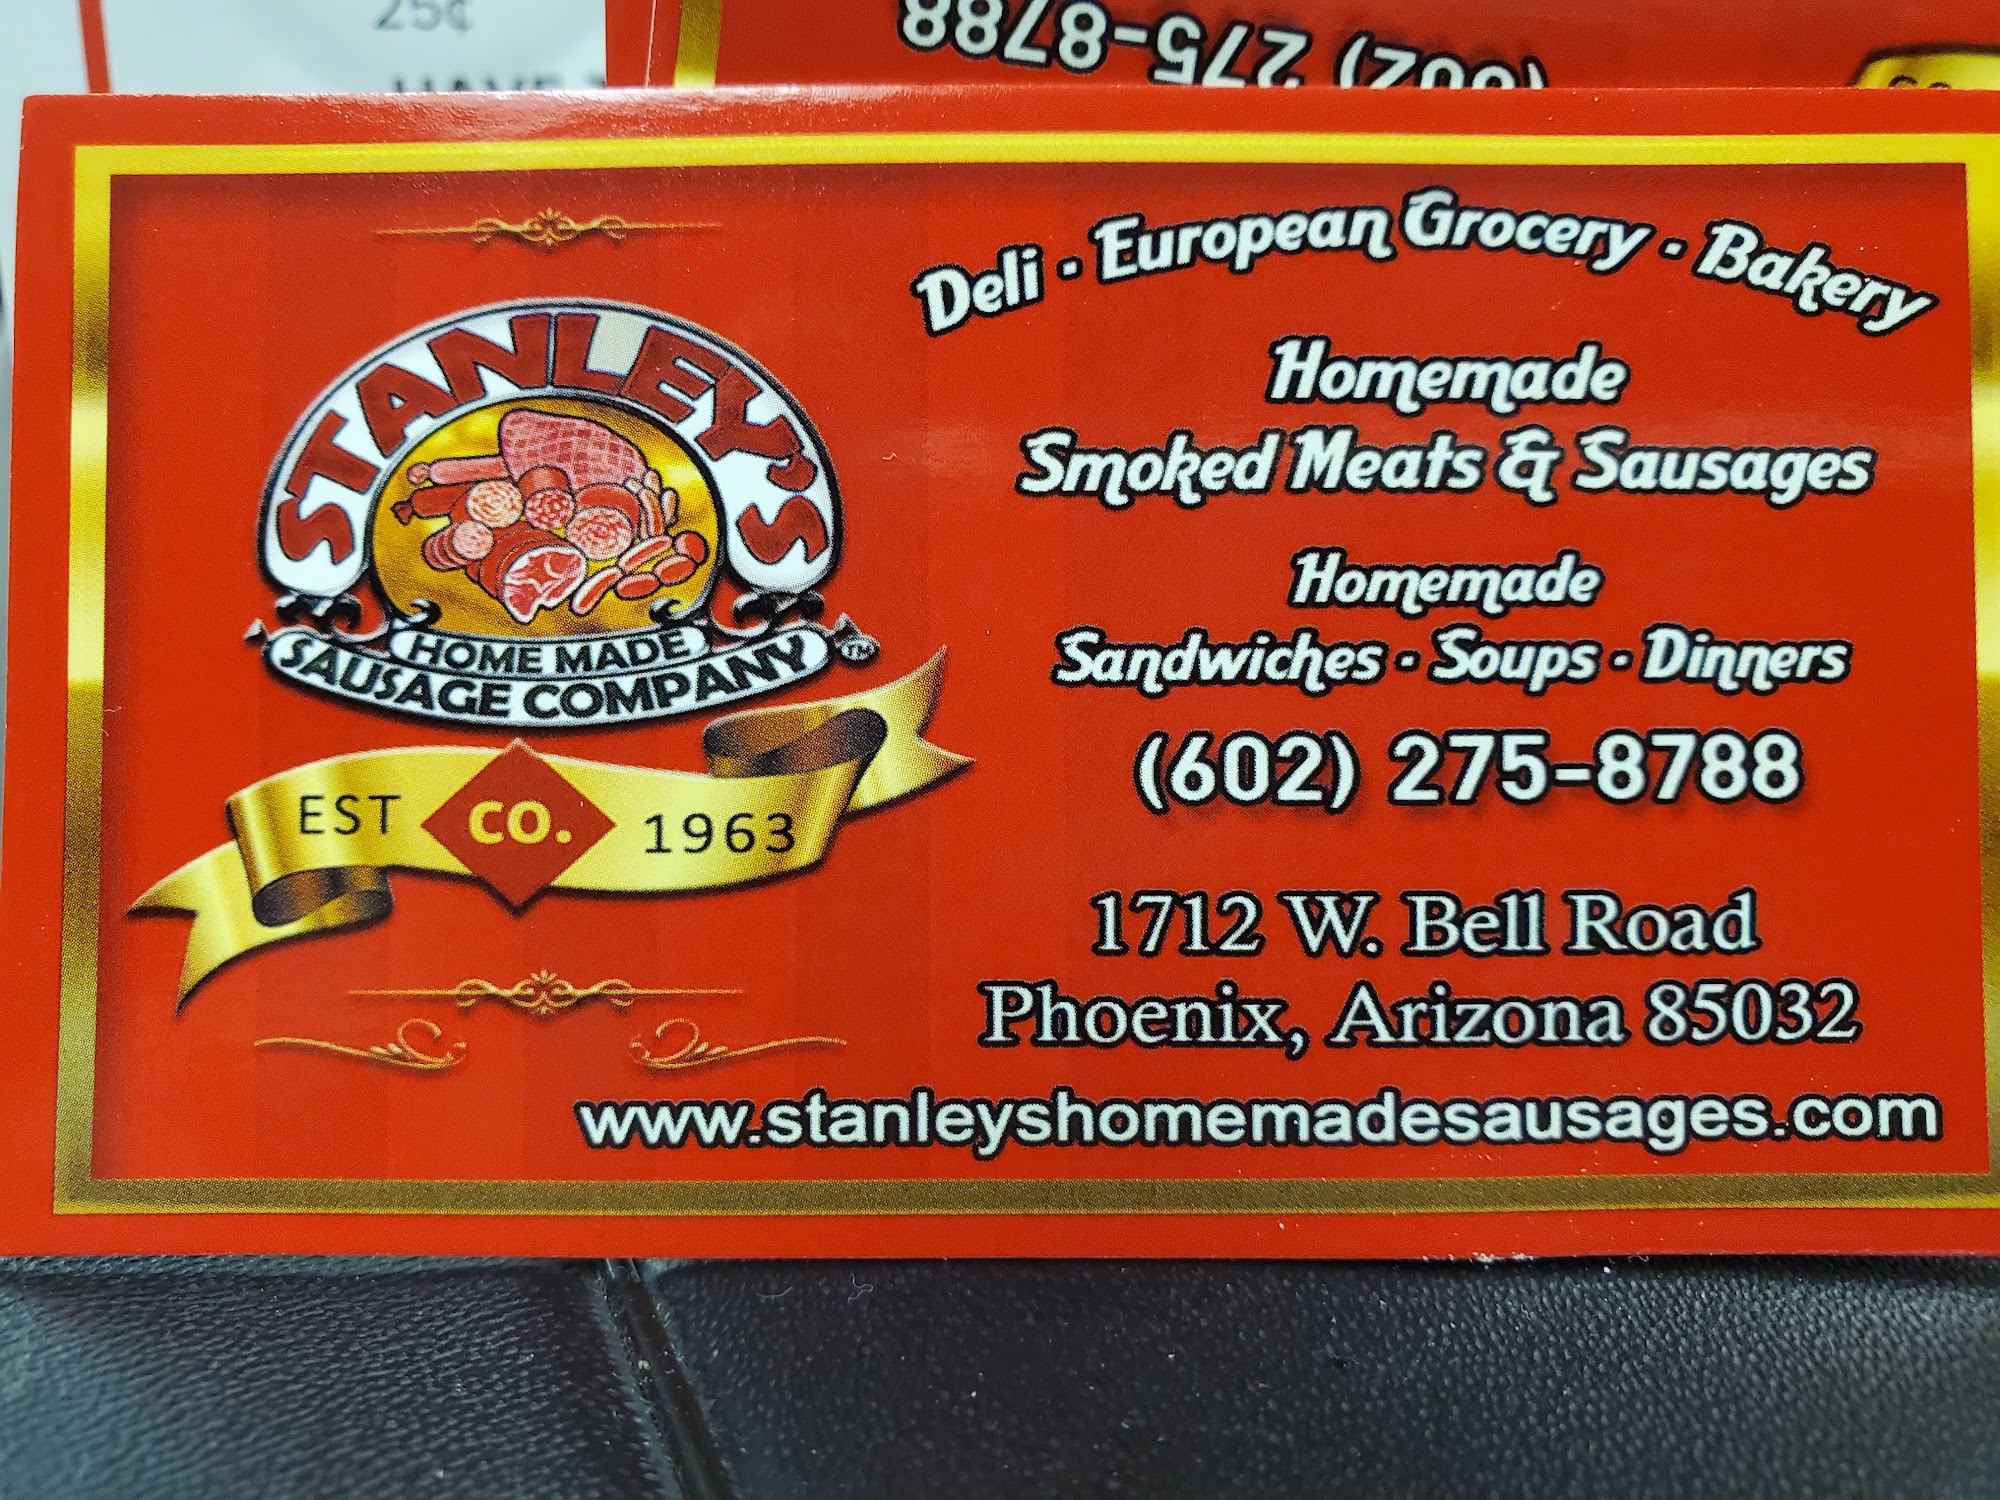 25¢
(602) 275-8788
STANLEY'S
HOME MADE
SAUSAGE COMPANY
TM
EST CO. 1963
Deli · European Grocery · Bakery
Homemade
Smoked Meats & Sausages
Homemade
Sandwiches · Soups · Dinners
(602) 275-8788
1712 W. Bell Road
Phoenix, Arizona 85032
www.stanleyshomemadesausages.com